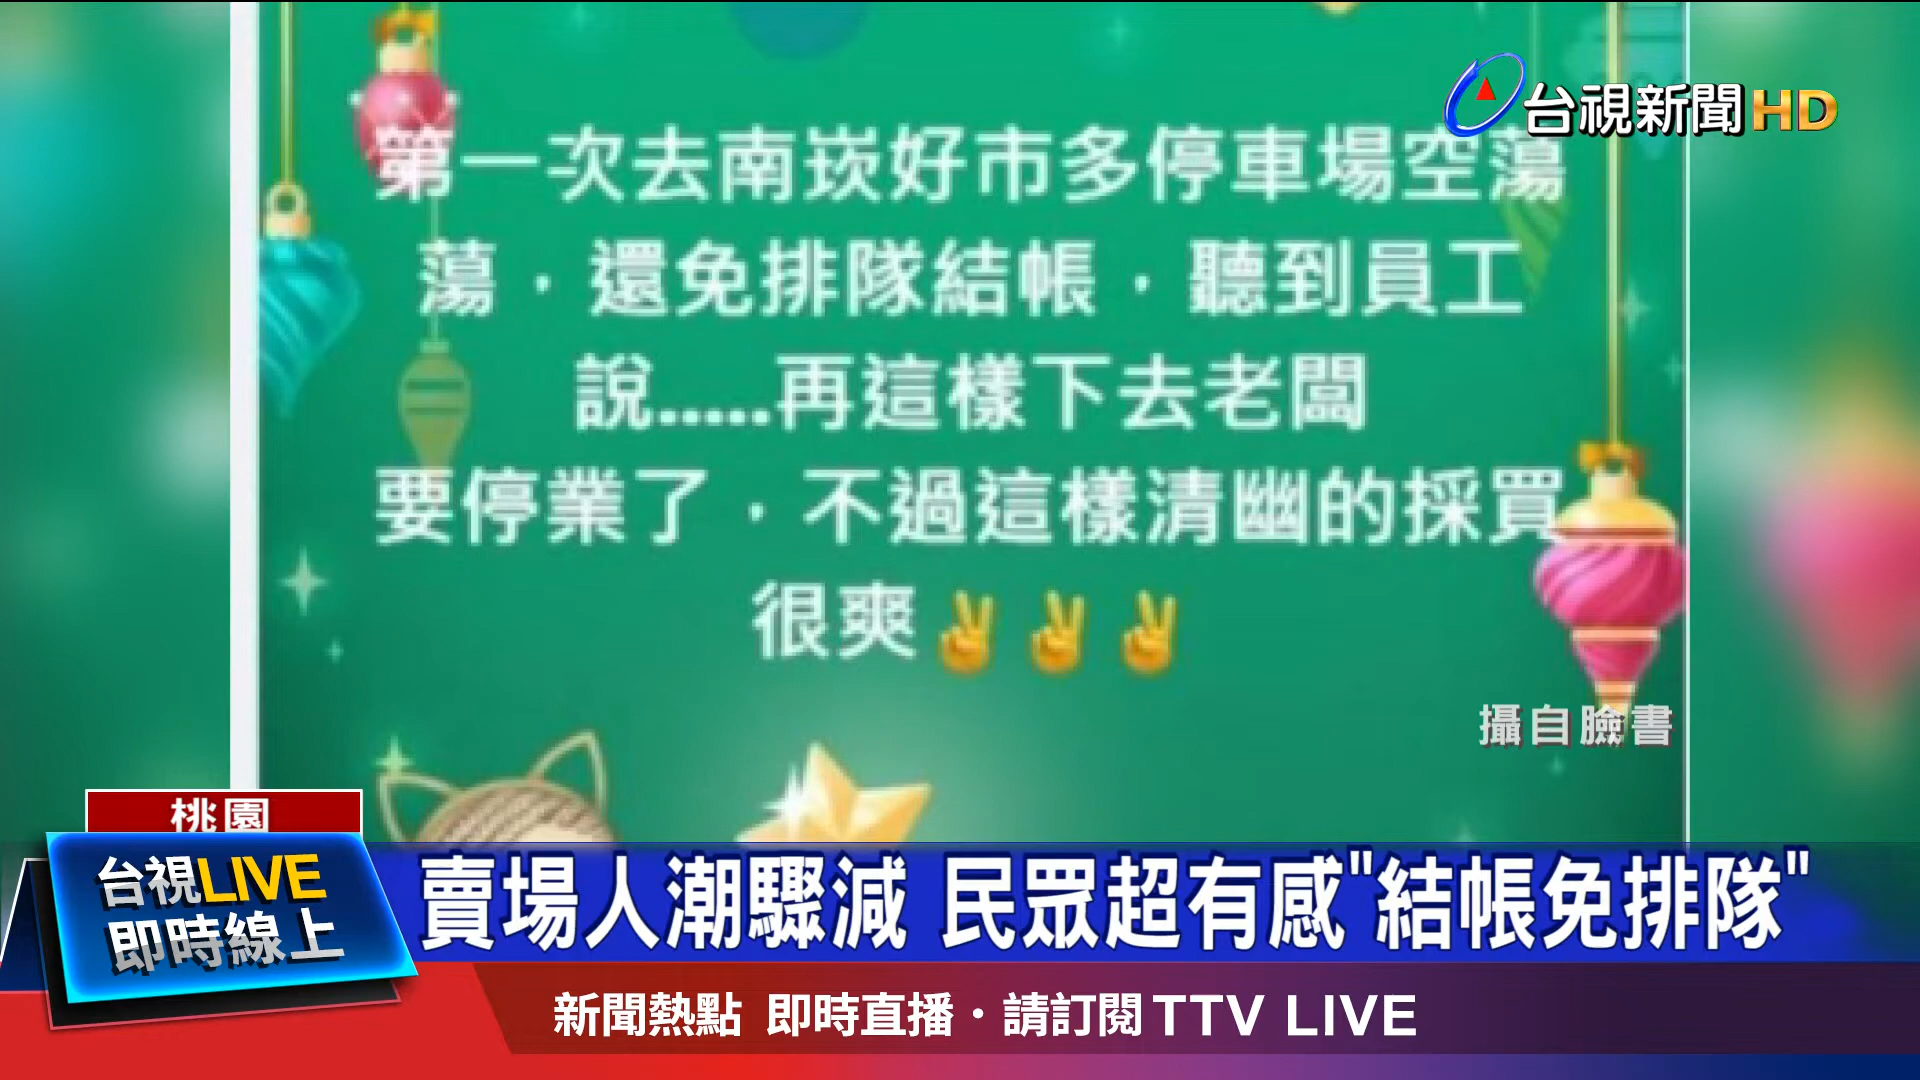 台視新聞HD
第一次去南崁好市多停車場空蕩
蕩，還免排隊結帳，聽到員工
說.....再這樣下去老闆
要停業了，不過這樣清幽的採買
很爽✌✌✌
攝自臉書
桃園
台視LIVE
即時線上
賣場人潮驟減 民眾超有感"結帳免排隊"
新聞熱點 即時直播・請訂閱TTV LIVE